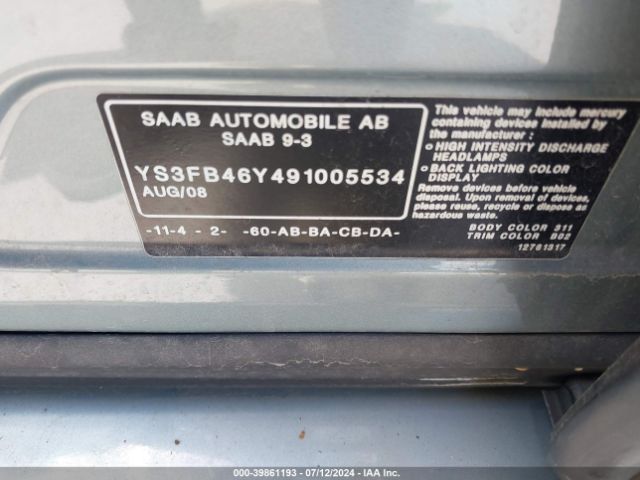 SAAB AUTOMOBILE AB
SAAB 9-3
YS3FB46Y491005534
AUG/08
-11-4 - 2- -60-AB-BA-CB-DA-
This vehicle may include mercury
containing devices installed by
the manufacturer :
o HIGH INTENSITY DISCHARGE
HEADLAMPS
o BACK LIGHTING COLOR
DISPLAY
Remove devices before vehicle
disposal. Upon removal of devices,
please reuse, recycle or dispose as
hazardous waste.
BODY COLOR 311
TRIM COLOR B02
12781317
000-39861193 - 07/12/2024 - IAA Inc.